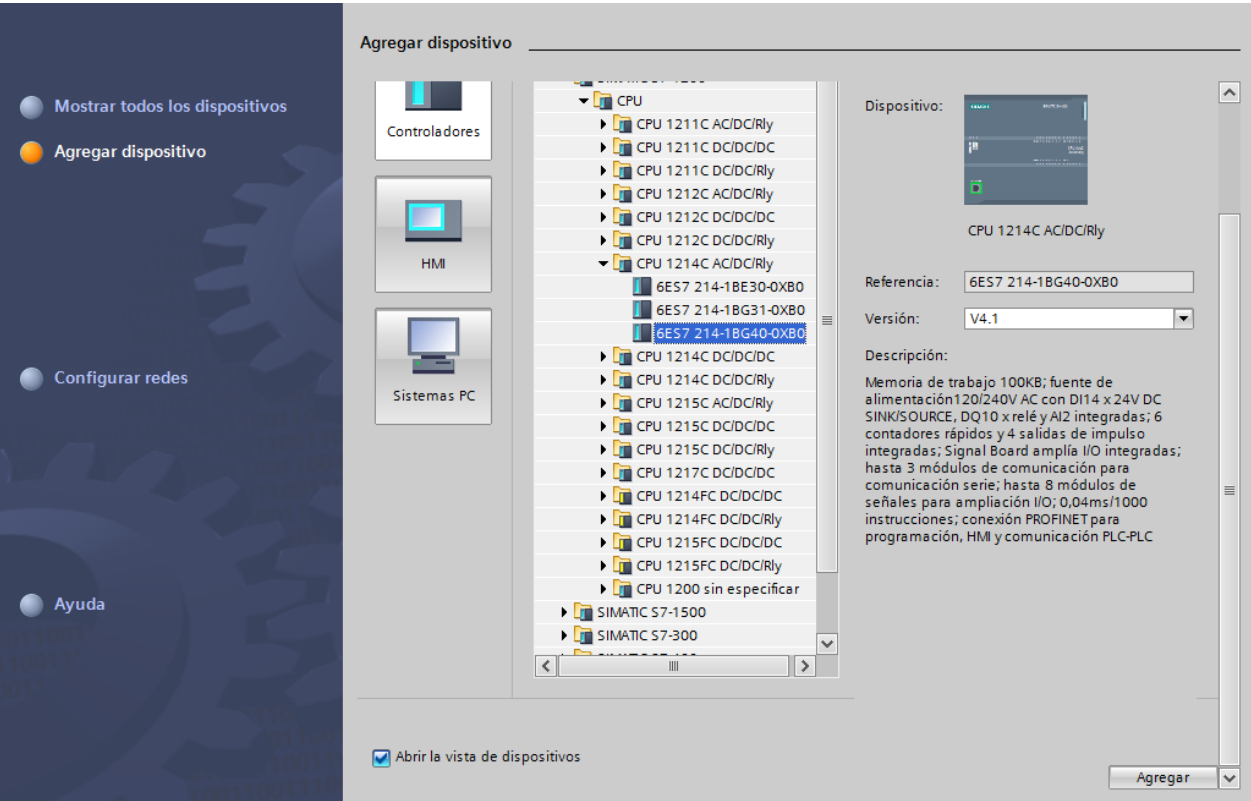 Agregar dispositivo
Mostrar todos los dispositivos
Agregar dispositivo
Configurar redes
Ayuda
Controladores
HMI
Sistemas PC
CPU
CPU 1211C AC/DC/Rly
CPU 1211C DC/DC/DC
CPU 1211C DC/DC/Rly
CPU 1212C AC/DC/Rly
CPU 1212C DC/DC/DC
CPU 1212C DC/DC/Rly
CPU 1214C AC/DC/Rly
6ES7 214-1BE30-0XB0
6ES7 214-1BG31-0XB0
6ES7 214-1BG40-0XB0
CPU 1214C DC/DC/DC
CPU 1214C DC/DC/Rly
CPU 1215C AC/DC/Rly
CPU 1215C DC/DC/DC
CPU 1215C DC/DC/Rly
CPU 1217C DC/DC/DC
CPU 1214FC DC/DC/DC
CPU 1214FC DC/DC/Rly
CPU 1215FC DC/DC/DC
CPU 1215FC DC/DC/Rly
CPU 1200 sin especificar
SIMATIC S7-1500
SIMATIC S7-300
Dispositivo:
CPU 1214C AC/DC/Rly
Referencia: 6ES7 214-1BG40-0XB0
Versión: V4.1
Descripción:
Memoria de trabajo 100KB; fuente de
alimentación120/240V AC con DI14 x 24V DC
SINK/SOURCE, DQ10 x relé y AI2 integradas; 6
contadores rápidos y 4 salidas de impulso
integradas; Signal Board amplía I/O integradas;
hasta 3 módulos de comunicación para
comunicación serie; hasta 8 módulos de
señales para ampliación I/O; 0,04ms/1000
instrucciones; conexión PROFINET para
programación, HMI y comunicación PLC-PLC
Abrir la vista de dispositivos
Agregar